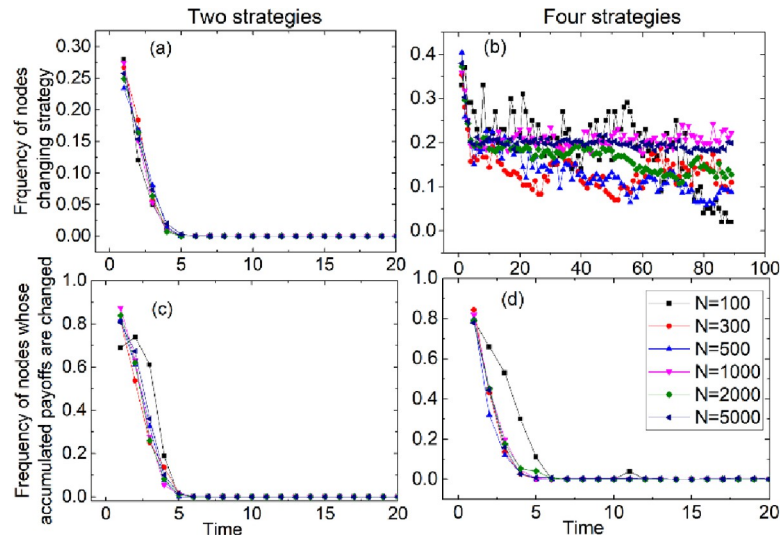 Two strategies
Four strategies
Frquency of nodes
changing strategy
(a)
0.30
0.25
0.20
0.15
0.10
0.05
0.00
0 5 10 15 20
(b)
0.4
0.3
0.2
0.1
0.0
0 20 40 60 80 100
Frequency of nodes whose
accumulated payoffs are changed
(c)
1.0
0.8
0.6
0.4
0.2
0.0
0 5 10 15 20
Time
(d)
1.0
0.8
0.6
0.4
0.2
0.0
0 5 10 15 20
Time
N=100
N=300
N=500
N=1000
N=2000
N=5000